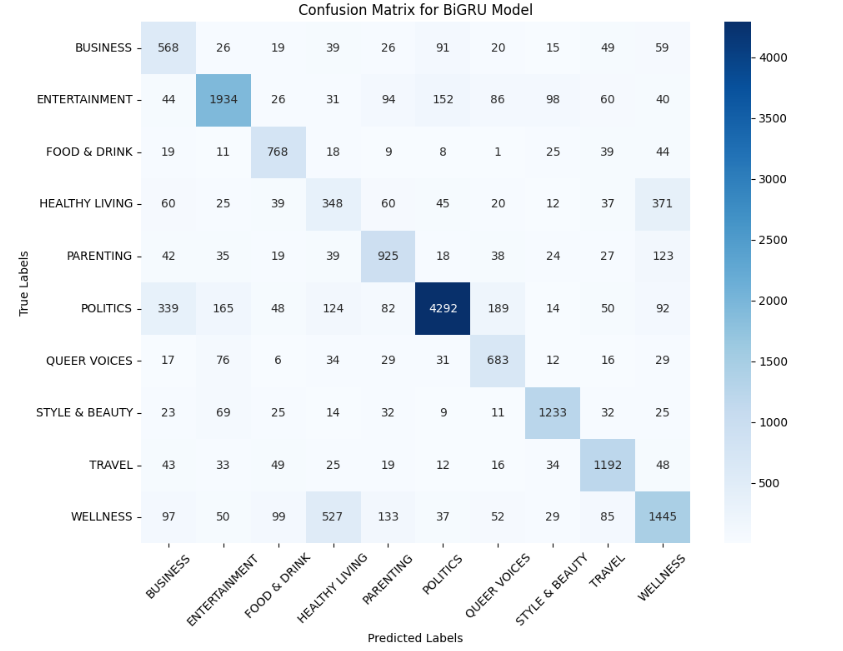 Confusion Matrix for BiGRU Model
BUSINESS 568 26 19 39 26 91 20 15 49 59
ENTERTAINMENT 44 1934 26 31 94 152 86 98 60 40
FOOD & DRINK 19 11 768 18 9 8 1 25 39 44
HEALTHY LIVING 60 25 39 348 60 45 20 12 37 371
PARENTING 42 35 19 39 925 18 38 24 27 123
POLITICS 339 165 48 124 82 4292 189 14 50 92
QUEER VOICES 17 76 6 34 29 31 683 12 16 29
STYLE & BEAUTY 23 69 25 14 32 9 11 1233 32 25
TRAVEL 43 33 49 25 19 12 16 34 1192 48
WELLNESS 97 50 99 527 133 37 52 29 85 1445
True Labels
BUSINESS
ENTERTAINMENT
FOOD & DRINK
HEALTHY LIVING
PARENTING
POLITICS
QUEER VOICES
STYLE & BEAUTY
TRAVEL
WELLNESS
Predicted Labels
4000
3500
3000
2500
2000
1500
1000
500